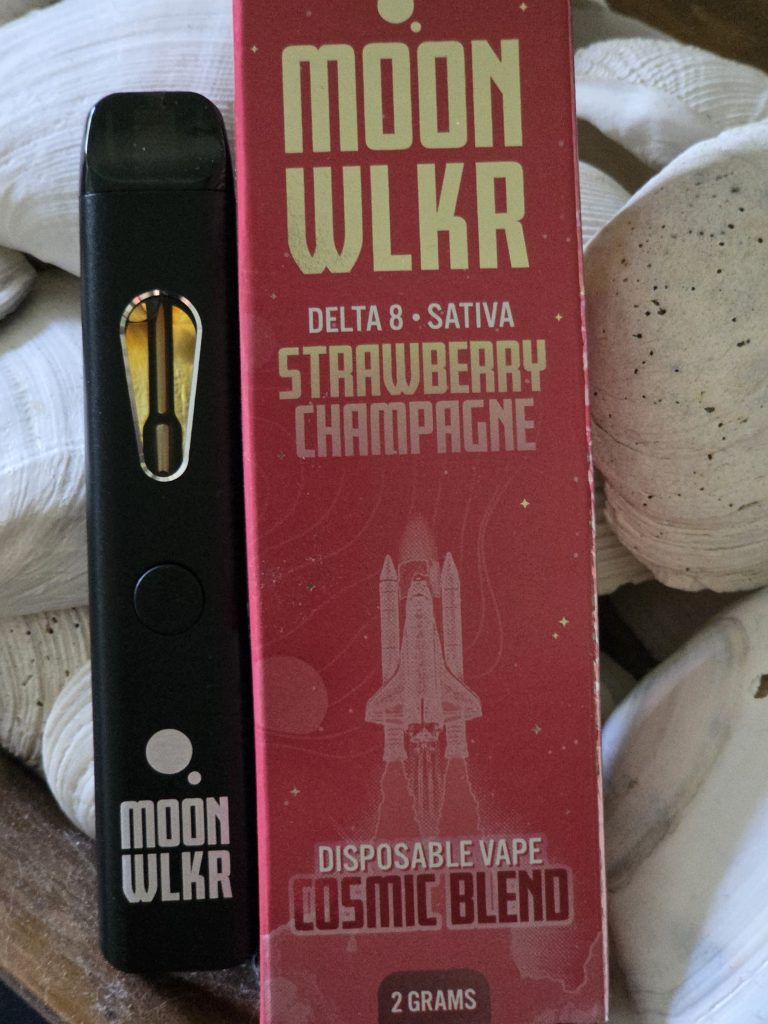 MOON
WLKR
DELTA 8 • SATIVA
STRAWBERRY
CHAMPAGNE
DISPOSABLE VAPE
COSMIC BLEND
2 GRAMS
MOON
WLKR